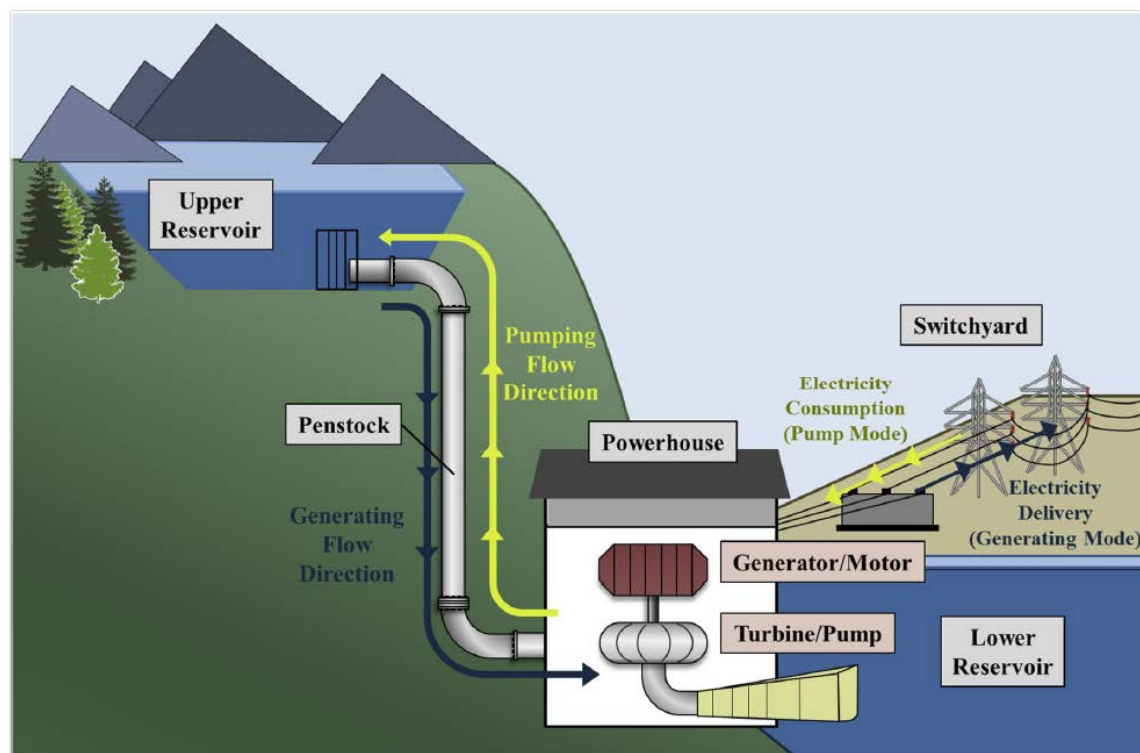 Upper
Reservoir
Pumping
Flow
Direction
Switchyard
Electricity
Consumption
(Pump Mode)
Penstock
Powerhouse
Electricity
Delivery
(Generating Mode)
Generating
Flow
Direction
Generator/Motor
Turbine/Pump
Lower
Reservoir